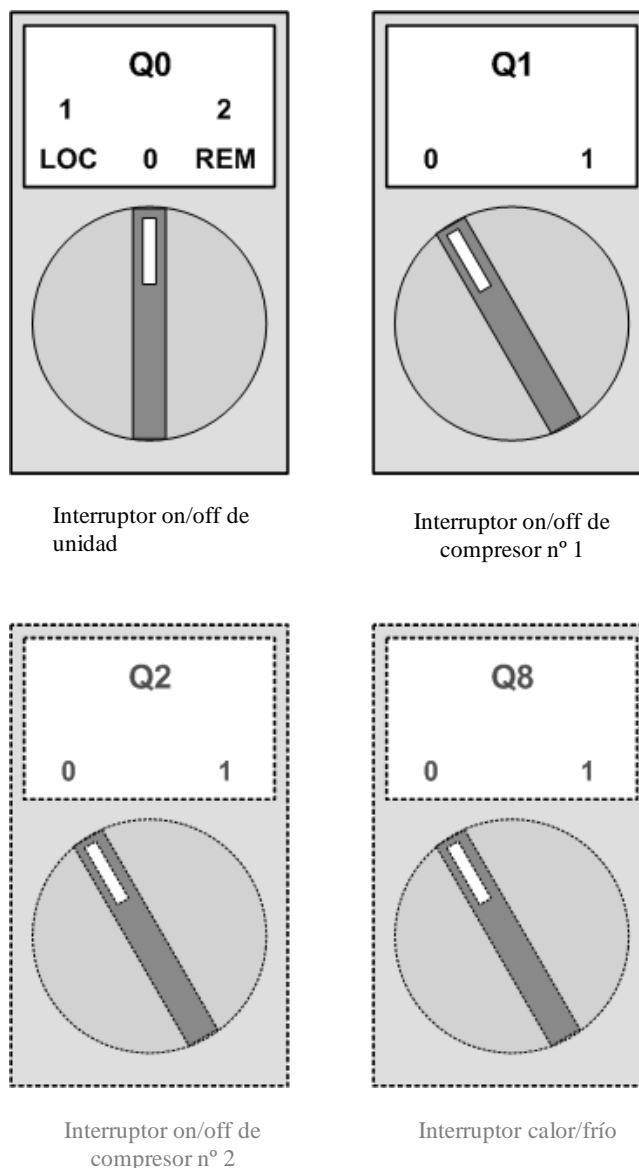 Q0
1 2
LOC 0 REM
Q1
0 1
Interruptor on/off de
unidad
Interruptor on/off de
compresor nº 1
Q2
0 1
Q8
0 1
Interruptor on/off de
compresor nº 2
Interruptor calor/frío